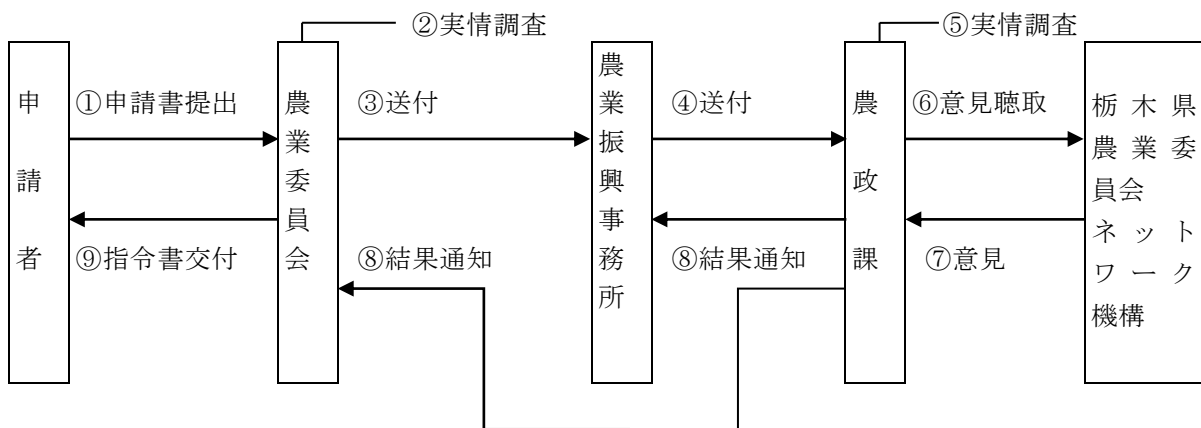 ②実情調査
⑤実情調査
申請者
①申請書提出
⑨指令書交付
農業委員会
③送付
⑧結果通知
農業振興事務所
④送付
⑧結果通知
農政課
⑥意見聴取
⑦意見
栃木県
農業委
員会
ネット
ワーク
機構